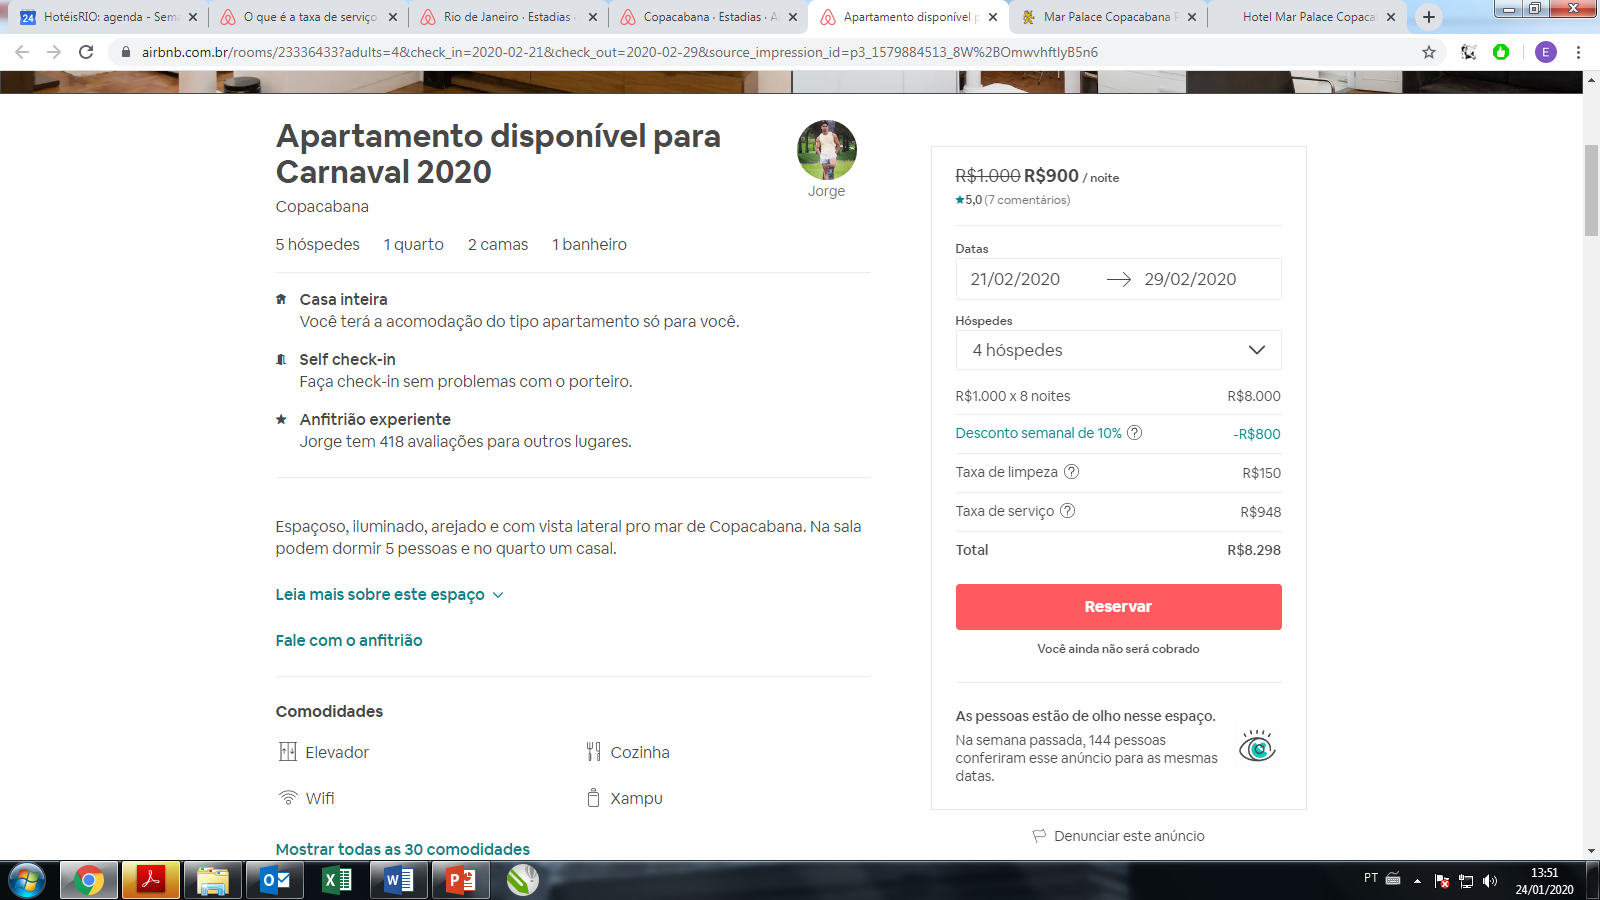 HotéisRIO: agenda - Sem
O que é a taxa de serviço
Rio de Janeiro · Estadias ·
Copacabana · Estadias · A
Apartamento disponível p
Mar Palace Copacabana
Hotel Mar Palace Copaca
airbnb.com.br/rooms/23336433?adults=4&check_in=2020-02-21&check_out=2020-02-29&source_impression_id=p3_1579884513_8W%2BOmwvhftIyB5n6
E
Apartamento disponível para
Carnaval 2020
Jorge
Copacabana
5 hóspedes 1 quarto 2 camas 1 banheiro
Casa inteira
Você terá a acomodação do tipo apartamento só para você.
Self check-in
Faça check-in sem problemas com o porteiro.
Anfitrião experiente
Jorge tem 418 avaliações para outros lugares.
Espaçoso, iluminado, arejado e com vista lateral pro mar de Copacabana. Na sala
podem dormir 5 pessoas e no quarto um casal.
Leia mais sobre este espaço
Fale com o anfitrião
Comodidades
Elevador
Cozinha
Wifi
Xampu
Mostrar todas as 30 comodidades
R$1.000 R$900 / noite
5,0 (7 comentários)
Datas
21/02/2020 29/02/2020
Hóspedes
4 hóspedes
R$1.000 x 8 noites R$8.000
Desconto semanal de 10% ? -R$800
Taxa de limpeza ? R$150
Taxa de serviço ? R$948
Total R$8.298
Reservar
Você ainda não será cobrado
As pessoas estão de olho nesse espaço.
Na semana passada, 144 pessoas
conferiram esse anúncio para as mesmas
datas.
Denunciar este anúncio
PT
13:51
24/01/2020